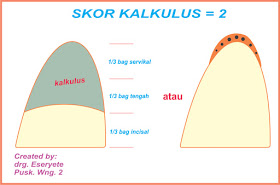 SKOR KALKULUS = 2
kalkulus
1/3 bag servikal
1/3 bag tengah
atau
1/3 bag incisal
Created by:
drg. Eseryete
Pusk. Wng. 2